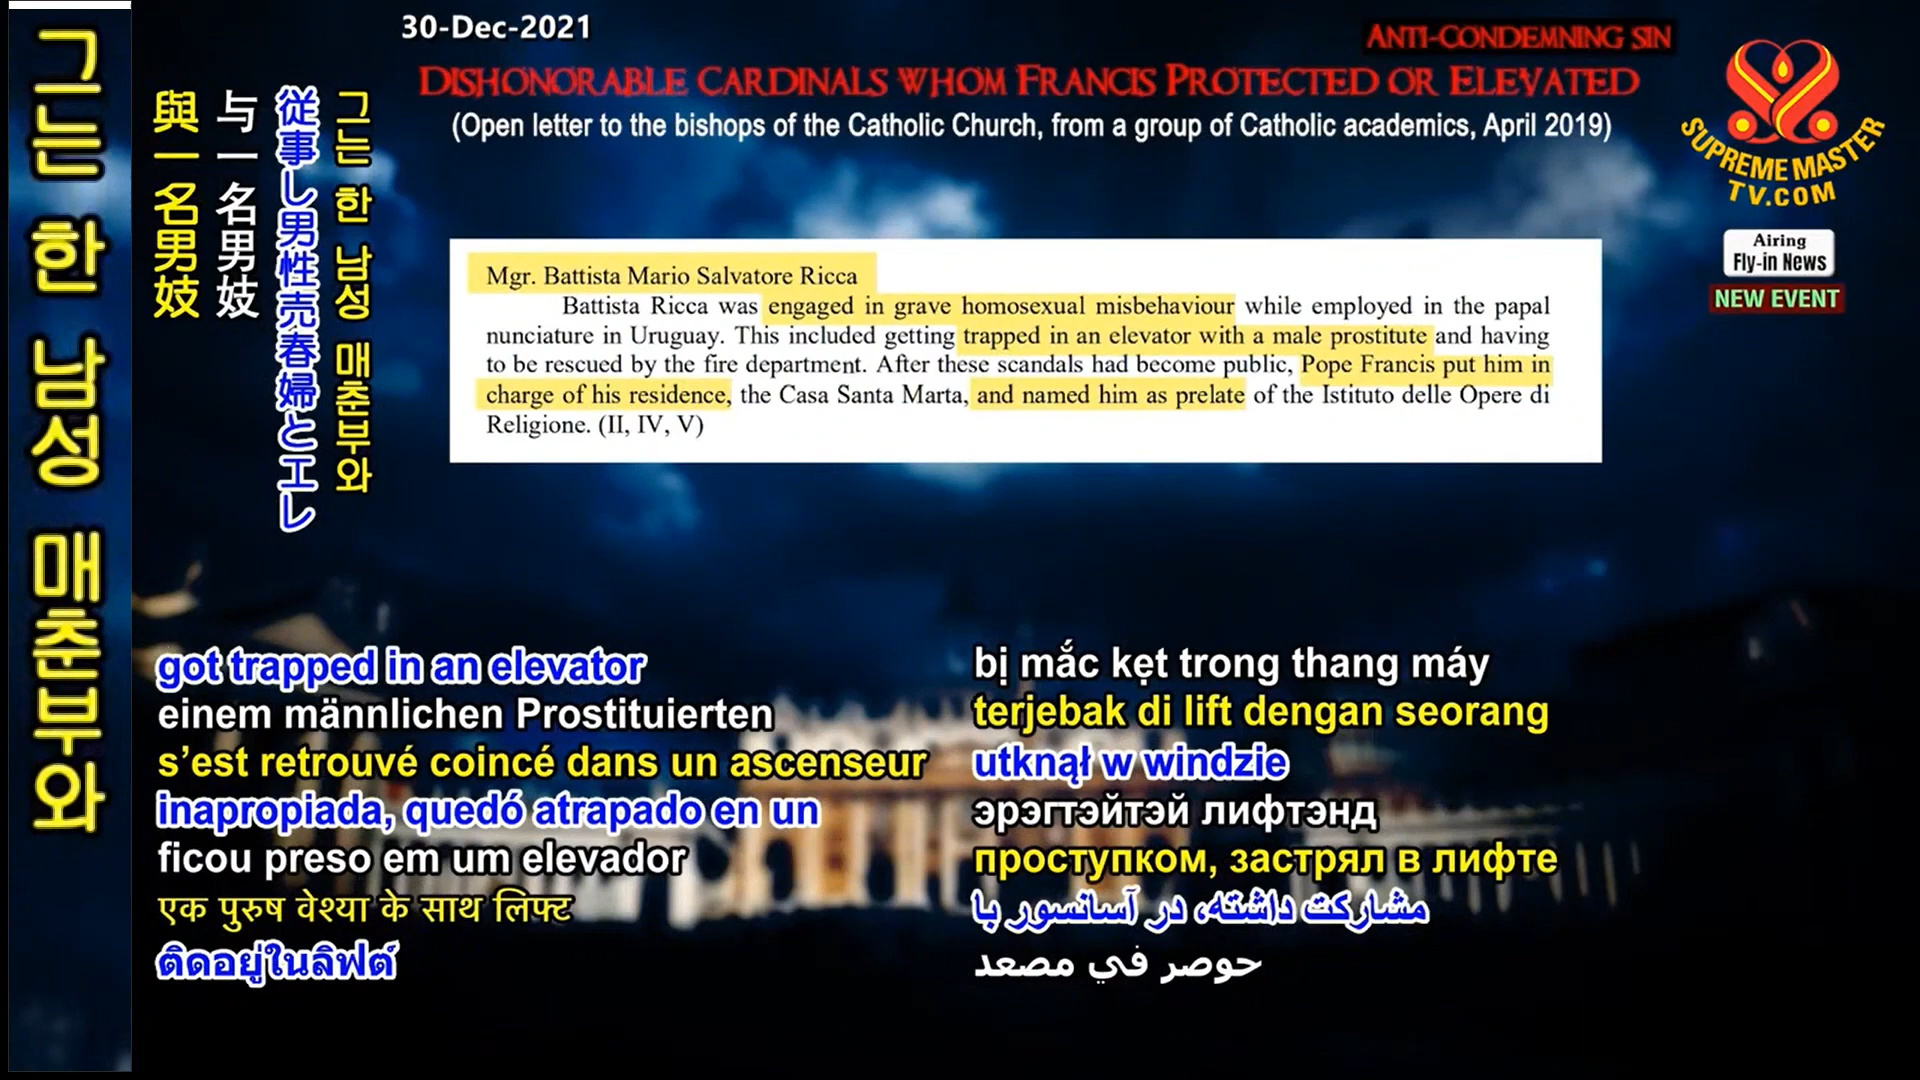 30-Dec-2021
ANTI-CONDEMNING SIN
DISHONORABLE CARDINALS WHOM FRANCIS PROTECTED OR ELEVATED
(Open letter to the bishops of the Catholic Church, from a group of Catholic academics, April 2019)
SUPREME MASTER
TV.COM
Airing
Fly-in News
NEW EVENT
그는 한 남성 매춘부와
與一名男妓
与一名男妓
従事し男性売春婦とエレ
그는 한 남성 매춘부와
Mgr. Battista Mario Salvatore Ricca
Battista Ricca was engaged in grave homosexual misbehaviour while employed in the papal
nunciature in Uruguay. This included getting trapped in an elevator with a male prostitute and having
to be rescued by the fire department. After these scandals had become public, Pope Francis put him in
charge of his residence, the Casa Santa Marta, and named him as prelate of the Istituto delle Opere di
Religione. (II, IV, V)
got trapped in an elevator
einem männlichen Prostituierten
s’est retrouvé coincé dans un ascenseur
inapropiada, quedó atrapado en un
ficou preso em um elevador
एक पुरुष वेश्या के साथ लिफ्ट
ติดอยู่ในลิฟต์
bị mắc kẹt trong thang máy
terjebak di lift dengan seorang
utknął w windzie
эрэгтэйтэй лифтэнд
проступком, застрял в лифте
مشارکت داشته، در آسانسور با
حوصر في مصعد